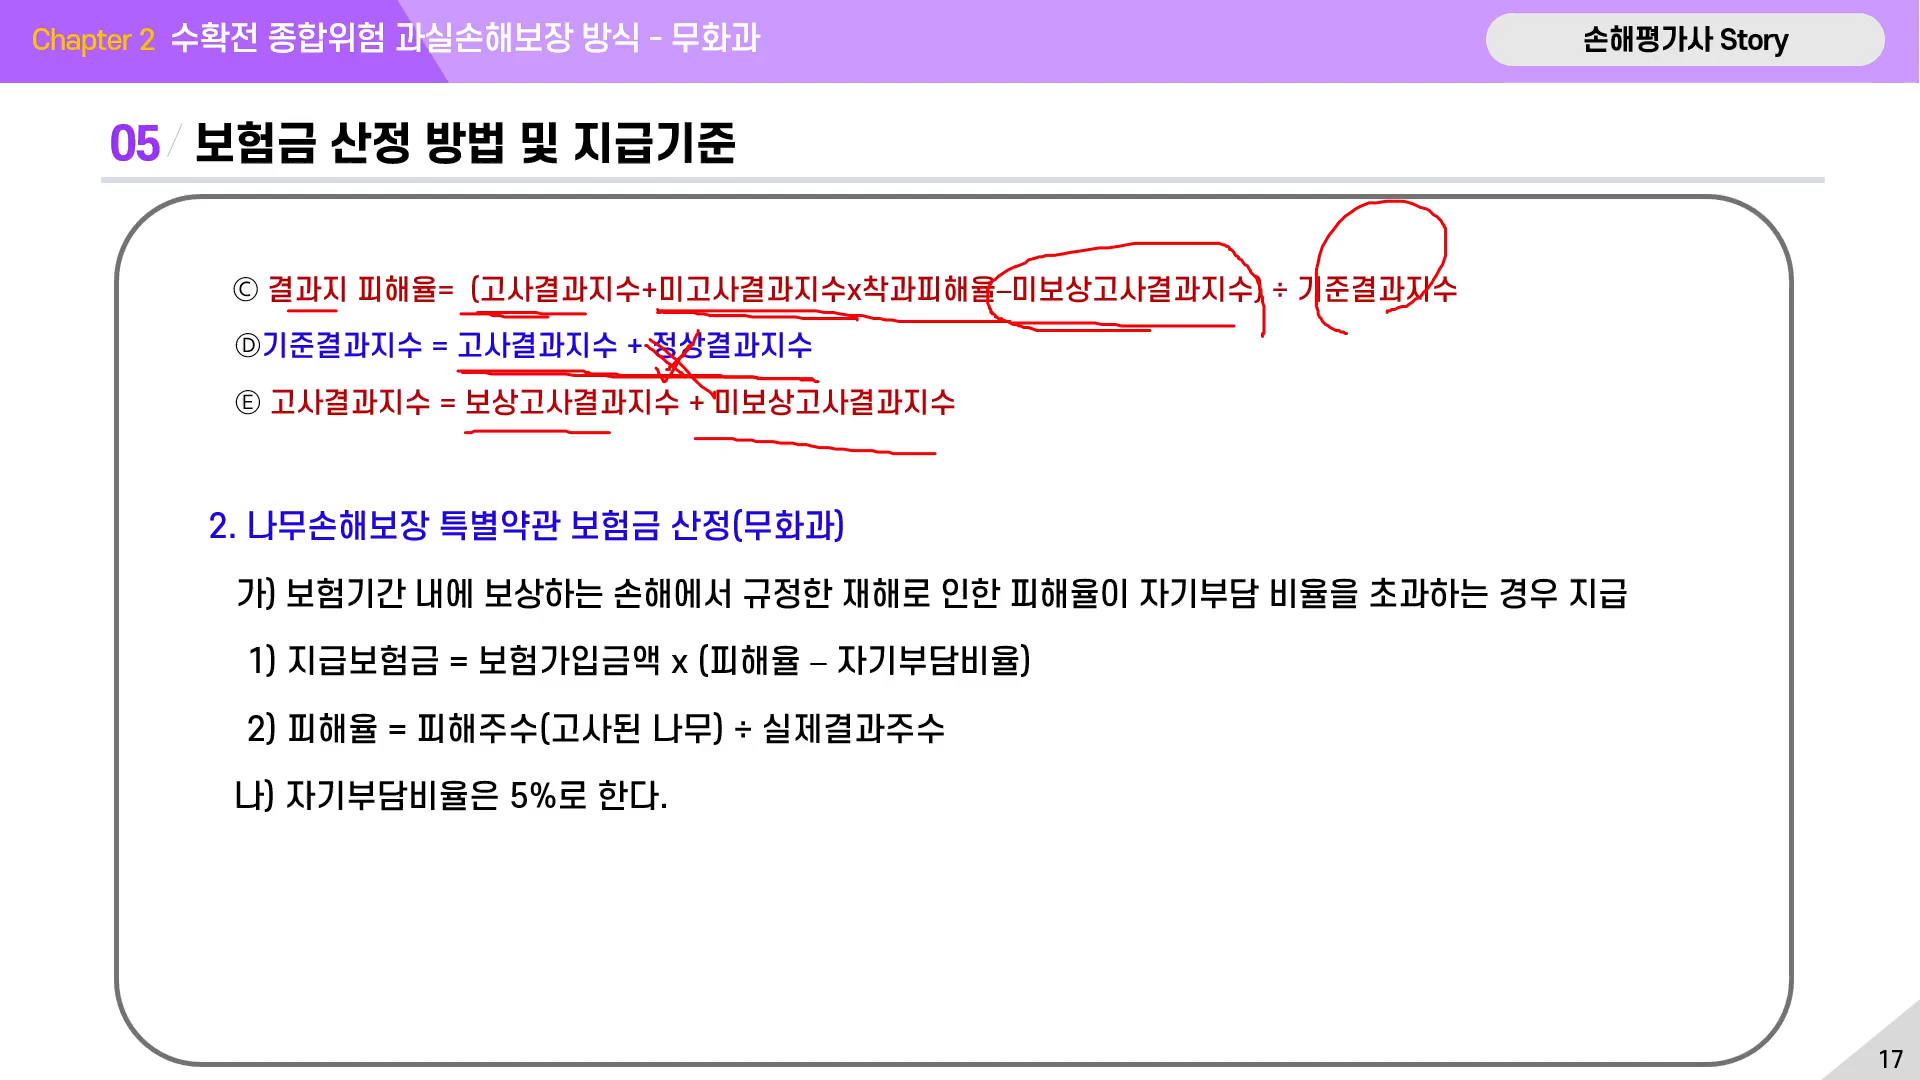 Chapter 2 수확전 종합위험 과실손해보장 방식 - 무화과
손해평가사 Story
05 / 보험금 산정 방법 및 지급기준
Ⓒ 결과지 피해율= (고사결과지수+미고사결과지수x착과피해율–미보상고사결과지수) ÷ 기준결과지수
Ⓓ기준결과지수 = 고사결과지수 + 정상결과지수
Ⓔ 고사결과지수 = 보상고사결과지수 + 미보상고사결과지수
2. 나무손해보장 특별약관 보험금 산정(무화과)
가) 보험기간 내에 보상하는 손해에서 규정한 재해로 인한 피해율이 자기부담 비율을 초과하는 경우 지급
1) 지급보험금 = 보험가입금액 x (피해율 – 자기부담비율)
2) 피해율 = 피해주수(고사된 나무) ÷ 실제결과주수
나) 자기부담비율은 5%로 한다.
17